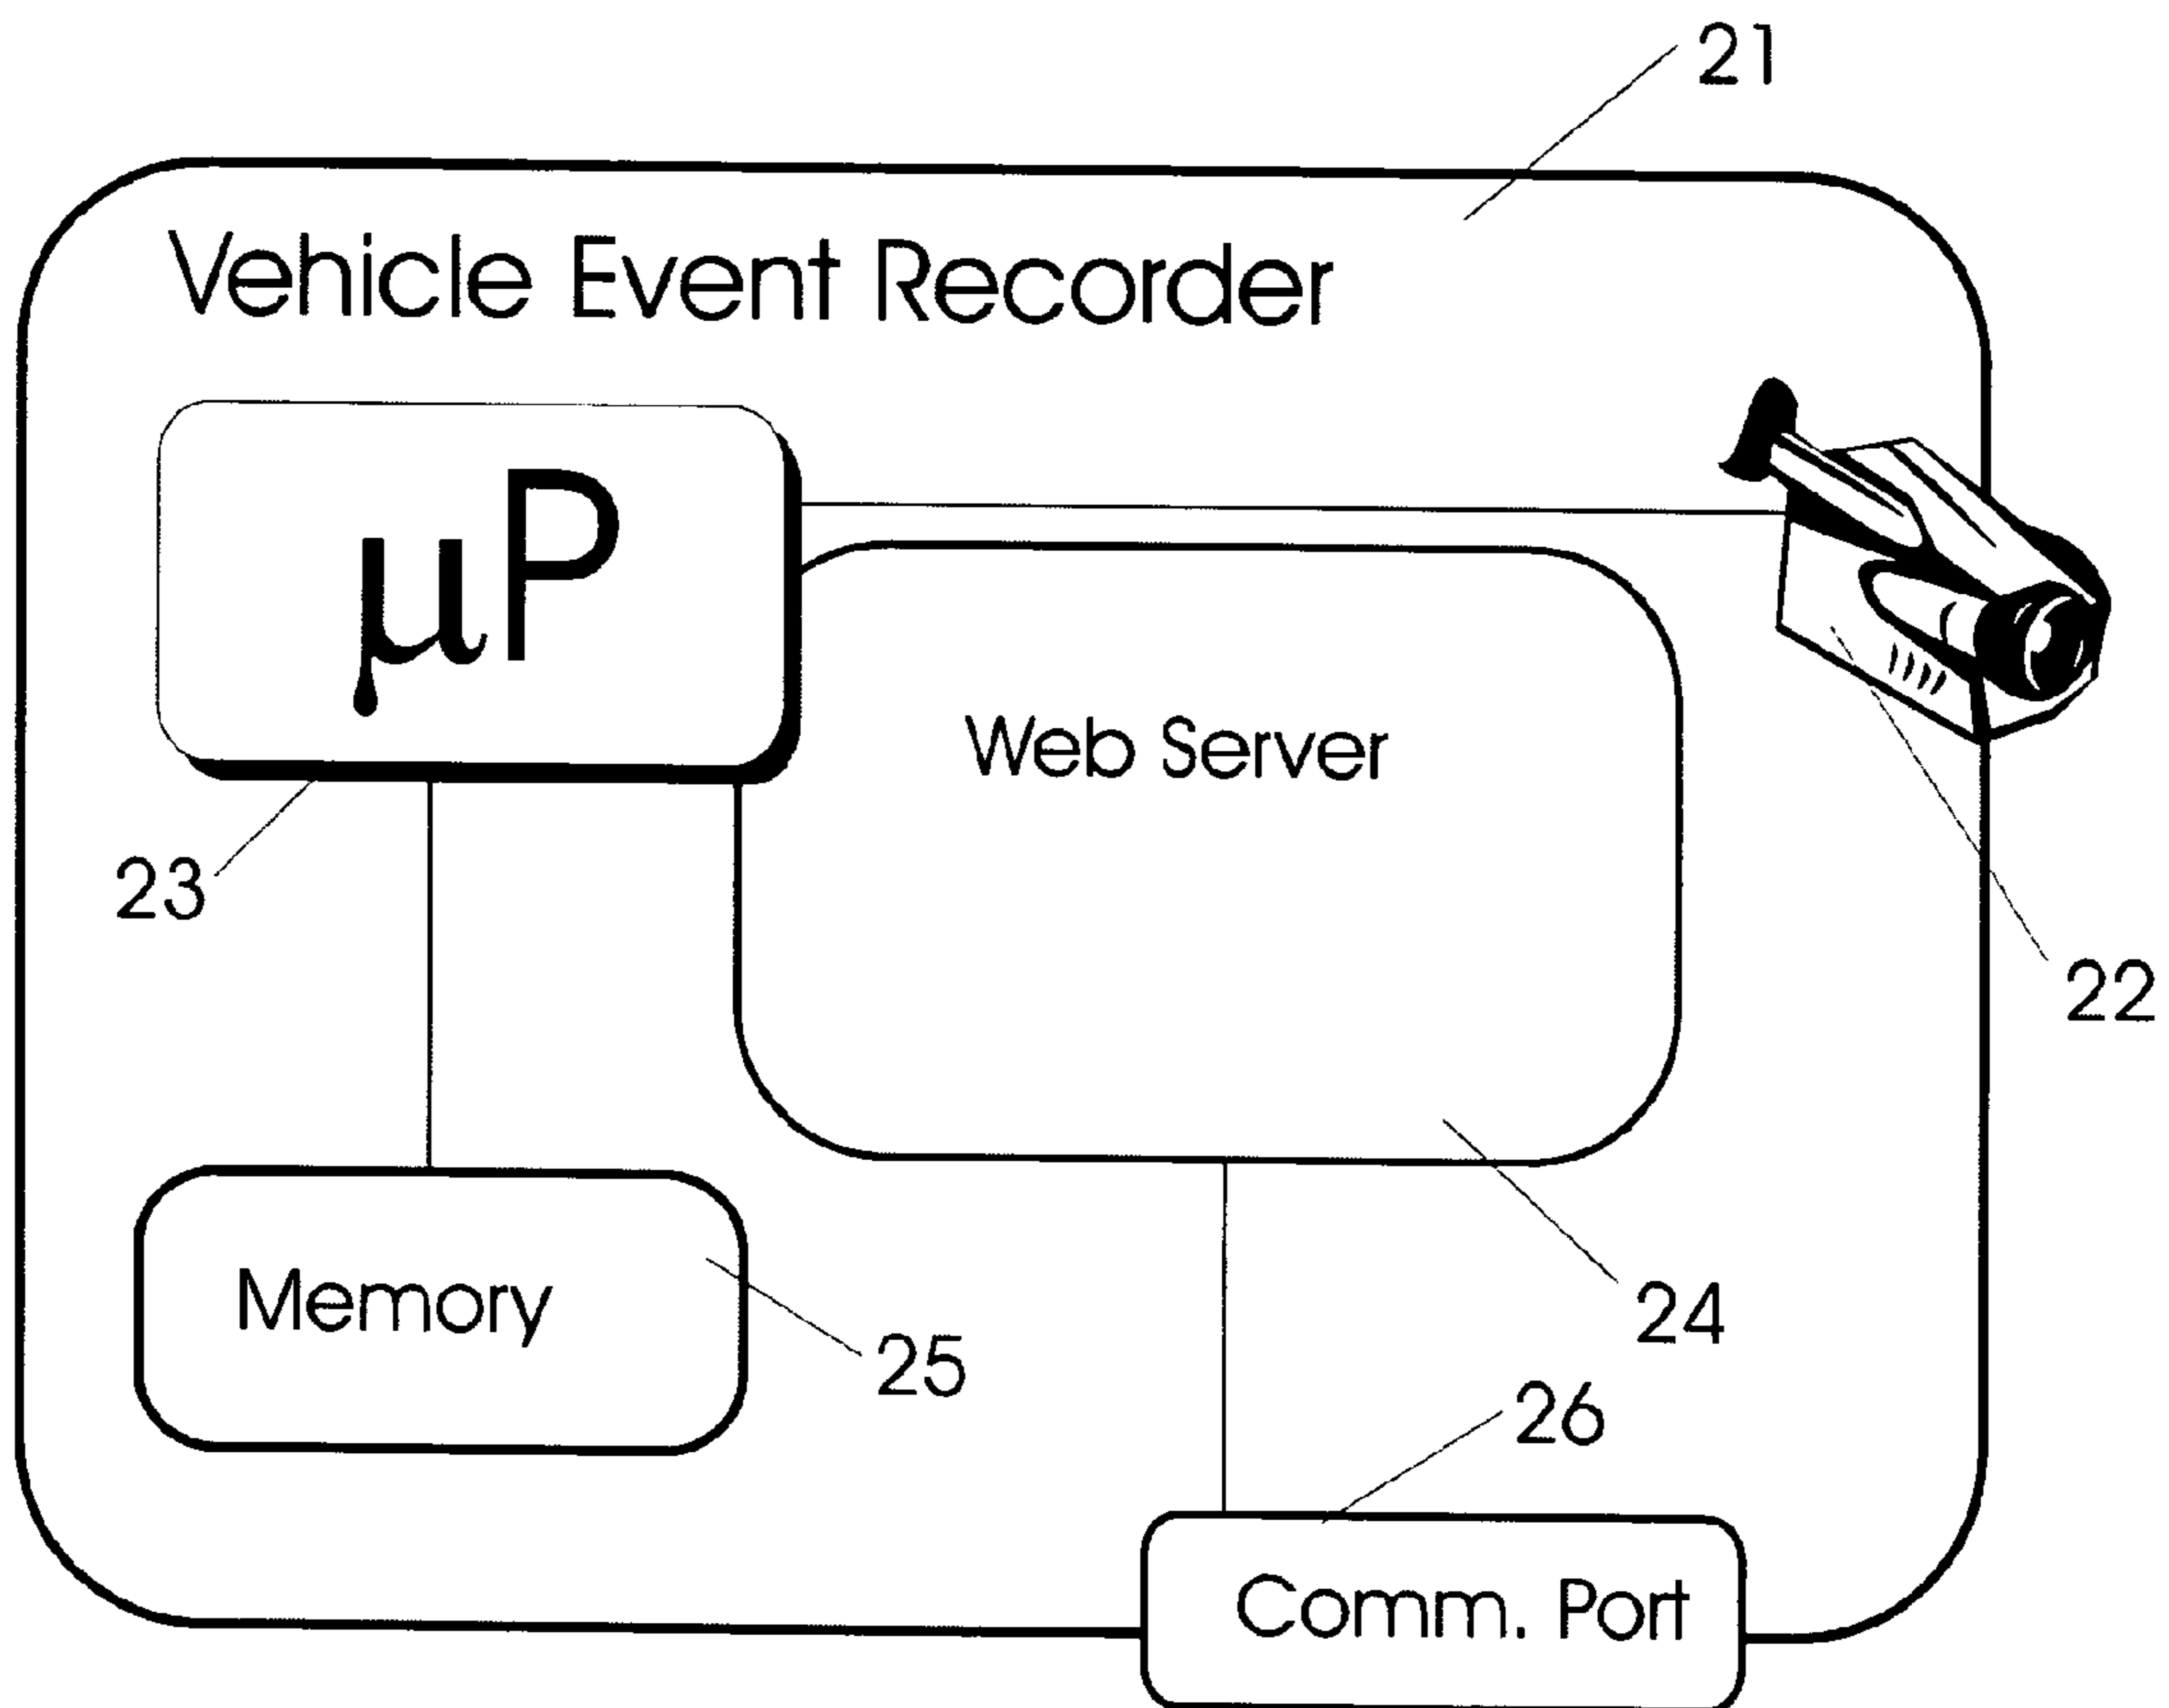 21
Vehicle Event Recorder
μP
Web Server
23
22
Memory
24
25
26
Comm. Port